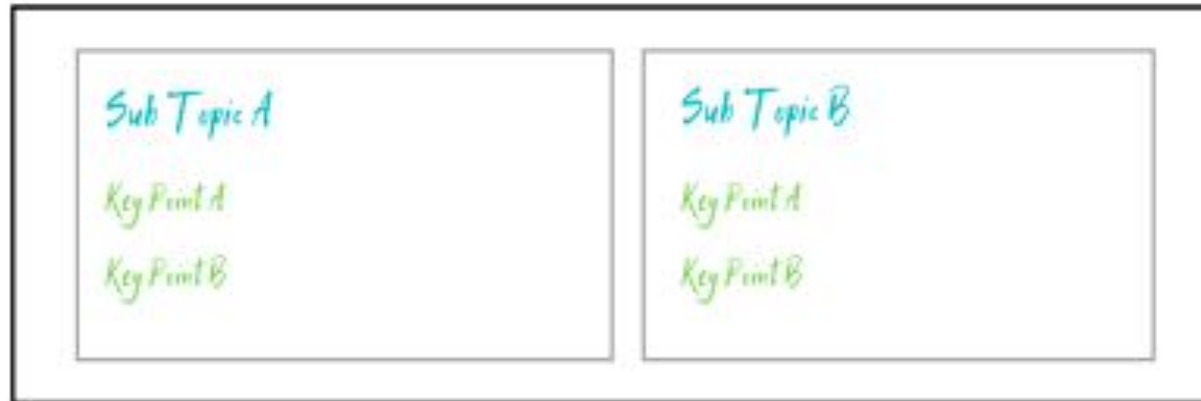 Sub Topic A
Key Point A
Key Point B
Sub Topic B
Key Point A
Key Point B